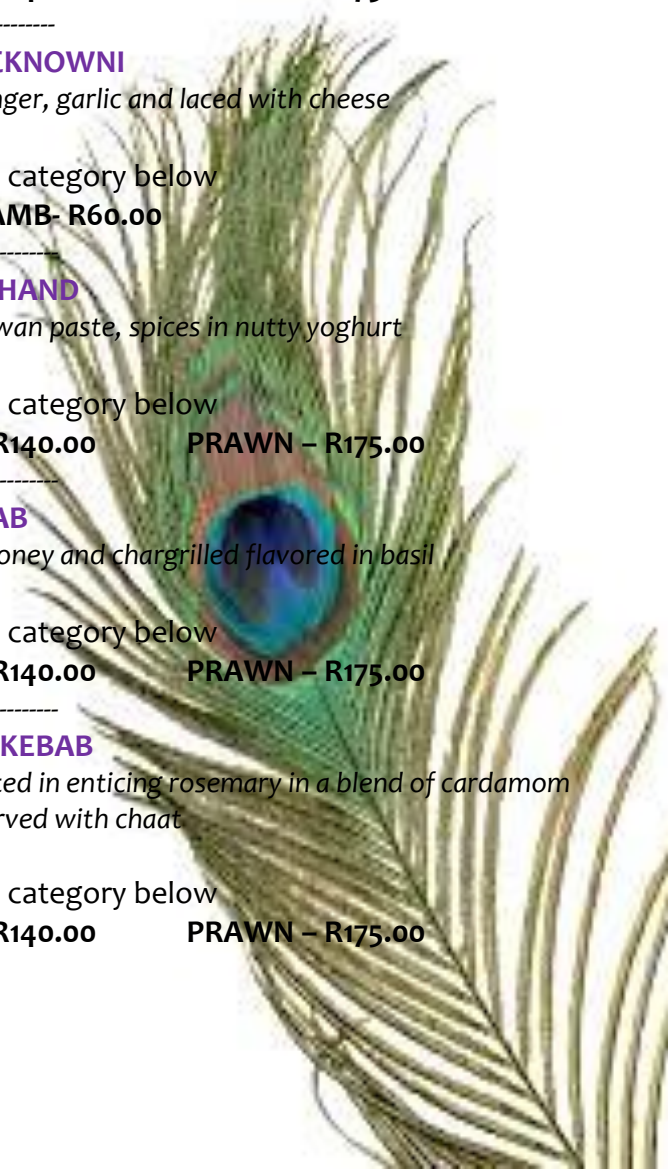 ---------
EKNOWNI
nger, garlic and laced with cheese
category below
AMB- R60.00
---------
HAND
wan paste, spices in nutty yoghurt
category below
R140.00 PRAWN – R175.00
---------
AB
oney and chargrilled flavored in basil
category below
R140.00 PRAWN – R175.00
---------
KEBAB
ced in enticing rosemary in a blend of cardamom
rved with chaat
category below
R140.00 PRAWN – R175.00